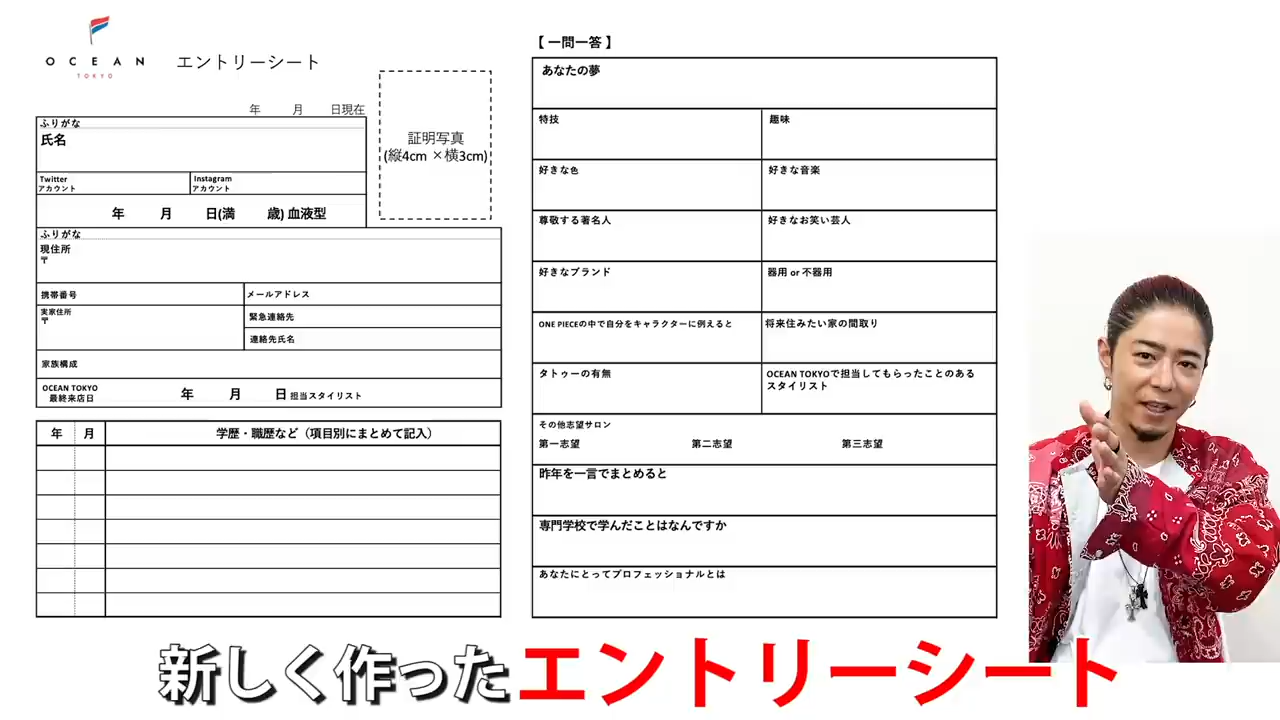 OCEAN
TOKYO
エントリーシート
年 月 日現在
ふりがな
氏名
証明写真
(縦4cm ×横3cm)
Twitter
アカウント
Instagram
アカウント
年 月 日(満 歳) 血液型
ふりがな
現住所
〒
携帯番号
メールアドレス
実家住所
〒
緊急連絡先
連絡先氏名
家族構成
OCEAN TOKYO
最終来店日
年 月 日 担当スタイリスト
年 月 学歴・職歴など（項目別にまとめて記入）
【 一問一答 】
あなたの夢
特技
趣味
好きな色
好きな音楽
尊敬する著名人
好きなお笑い芸人
好きなブランド
器用 or 不器用
ONE PIECEの中で自分をキャラクターに例えると
将来住みたい家の間取り
タトゥーの有無
OCEAN TOKYOで担当してもらったことのある
スタイリスト
その他志望サロン
第一志望 第二志望 第三志望
昨年を一言でまとめると
専門学校で学んだことはなんですか
あなたにとってプロフェッショナルとは
新しく作ったエントリーシート